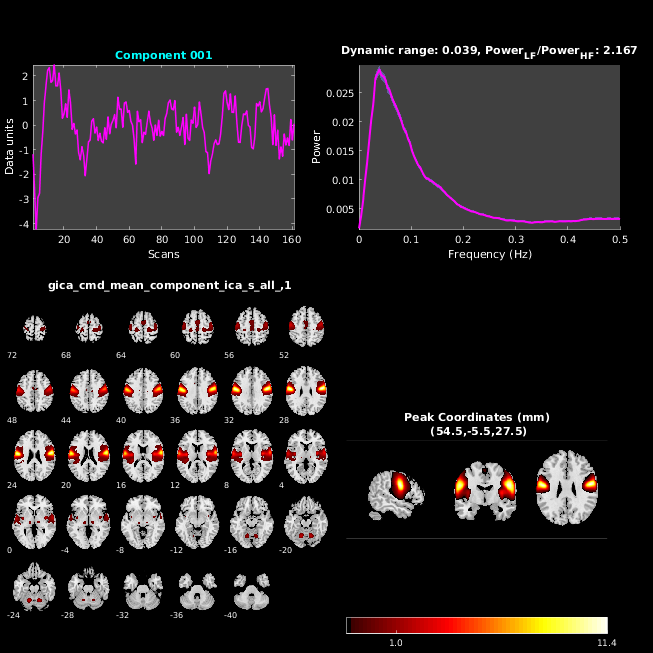 Component 001
Dynamic range: 0.039, Power_LF/Power_HF: 2.167
2
1
0
-1
-2
-3
-4
Data units
20 40 60 80 100 120 140 160
Scans
0.025
0.02
0.015
0.01
0.005
Power
0 0.1 0.2 0.3 0.4 0.5
Frequency (Hz)
gica_cmd_mean_component_ica_s_all_,1
72 68 64 60 56 52
48 44 40 36 32 28
24 20 16 12 8 4
0 -4 -8 -12 -16 -20
-24 -28 -32 -36 -40
Peak Coordinates (mm)
(54.5,-5.5,27.5)
1.0 11.4